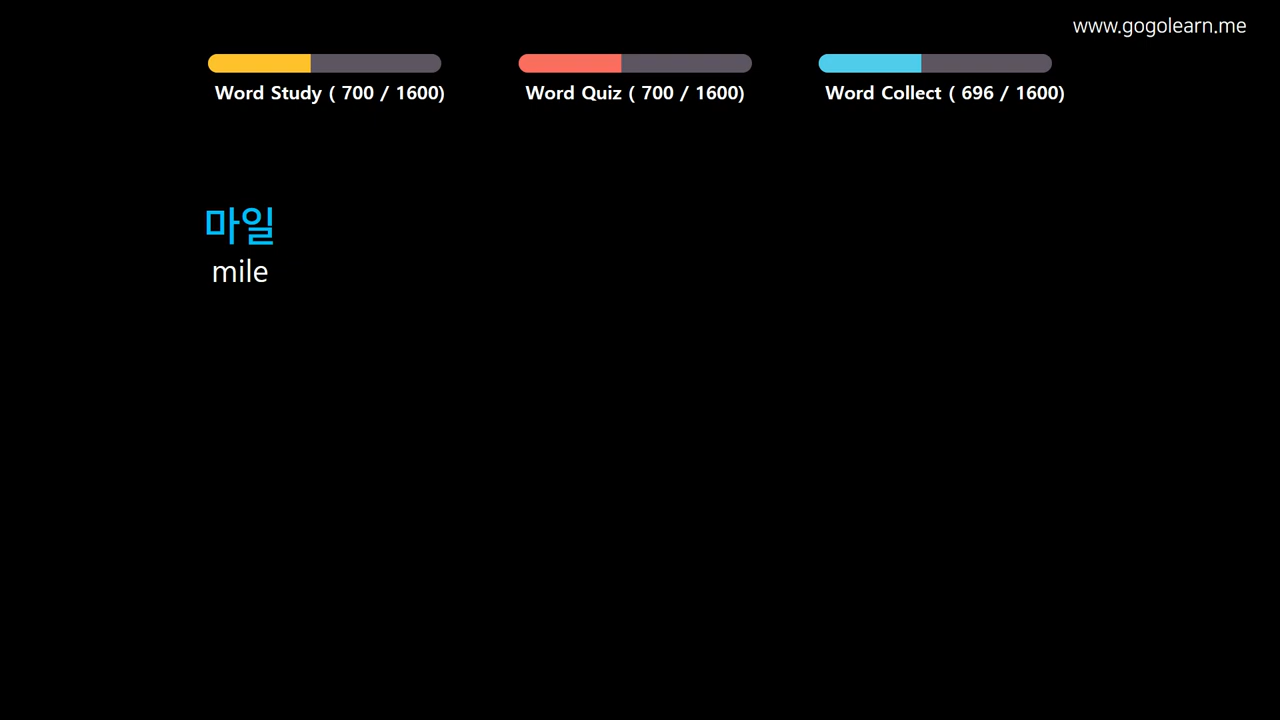 www.gogolearn.me
Word Study ( 700 / 1600)
Word Quiz ( 700 / 1600)
Word Collect ( 696 / 1600)
마일
mile